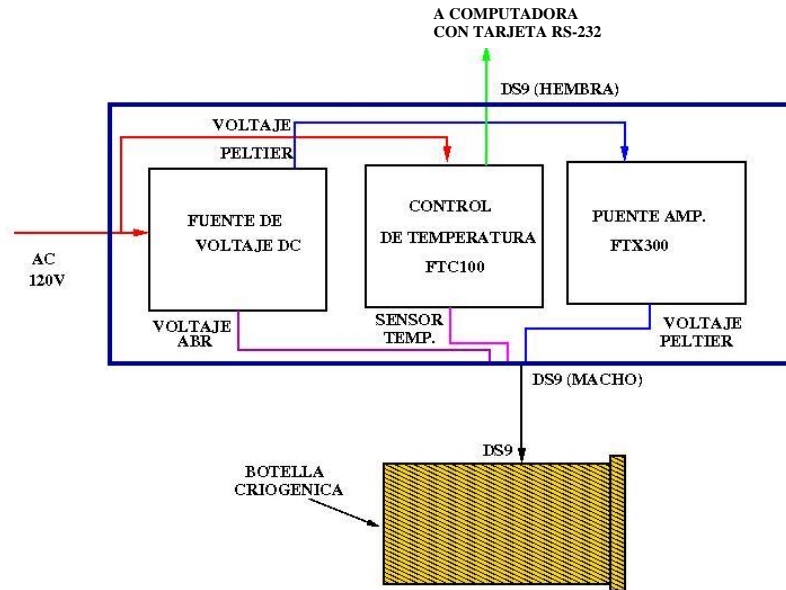 A COMPUTADORA
CON TARJETA RS-232
DS9 (HEMBRA)
VOLTAJE
PELTIER
FUENTE DE
VOLTAJE DC
CONTROL
DE TEMPERATURA
FTC100
PUENTE AMP.
FTX300
AC
120V
VOLTAJE
ABR
SENSOR
TEMP.
VOLTAJE
PELTIER
DS9 (MACHO)
DS9
BOTELLA
CRIOGENICA